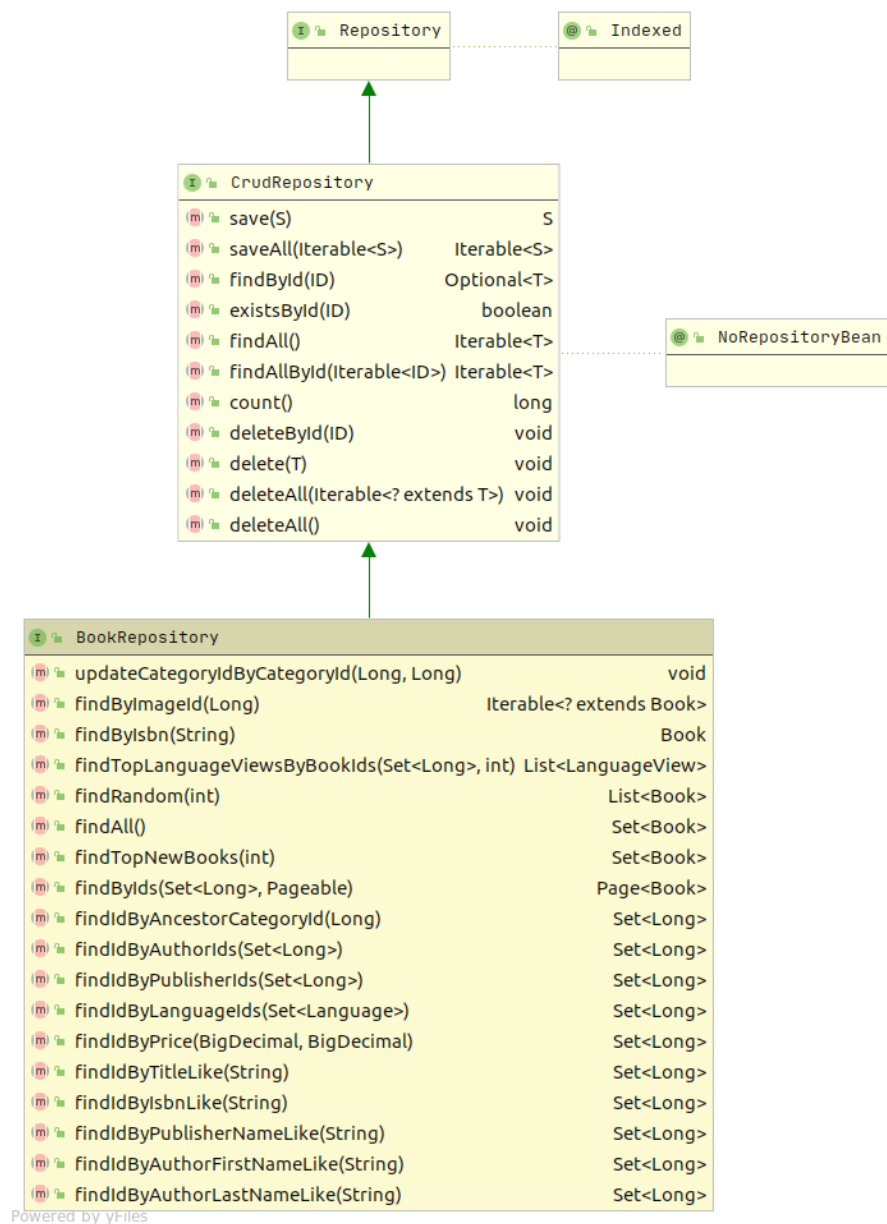 I Repository
@ Indexed
I CrudRepository
m save(S) S
m saveAll(Iterable<S>) Iterable<S>
m findById(ID) Optional<T>
m existsById(ID) boolean
m findAll() Iterable<T>
m findAllById(Iterable<ID>) Iterable<T>
m count() long
m deleteById(ID) void
m delete(T) void
m deleteAll(Iterable<? extends T>) void
m deleteAll() void
@ NoRepositoryBean
I BookRepository
m updateCategoryIdByCategoryId(Long, Long) void
m findByImageId(Long) Iterable<? extends Book>
m findByIsbn(String) Book
m findTopLanguageViewsByBookIds(Set<Long>, int) List<LanguageView>
m findRandom(int) List<Book>
m findAll() Set<Book>
m findTopNewBooks(int) Set<Book>
m findByIds(Set<Long>, Pageable) Page<Book>
m findIdByAncestorCategoryId(Long) Set<Long>
m findIdByAuthorIds(Set<Long>) Set<Long>
m findIdByPublisherIds(Set<Long>) Set<Long>
m findIdByLanguageIds(Set<Language>) Set<Long>
m findIdByPrice(BigDecimal, BigDecimal) Set<Long>
m findIdByTitleLike(String) Set<Long>
m findIdByIsbnLike(String) Set<Long>
m findIdByPublisherNameLike(String) Set<Long>
m findIdByAuthorFirstNameLike(String) Set<Long>
m findIdByAuthorLastNameLike(String) Set<Long>
Powered by yFiles